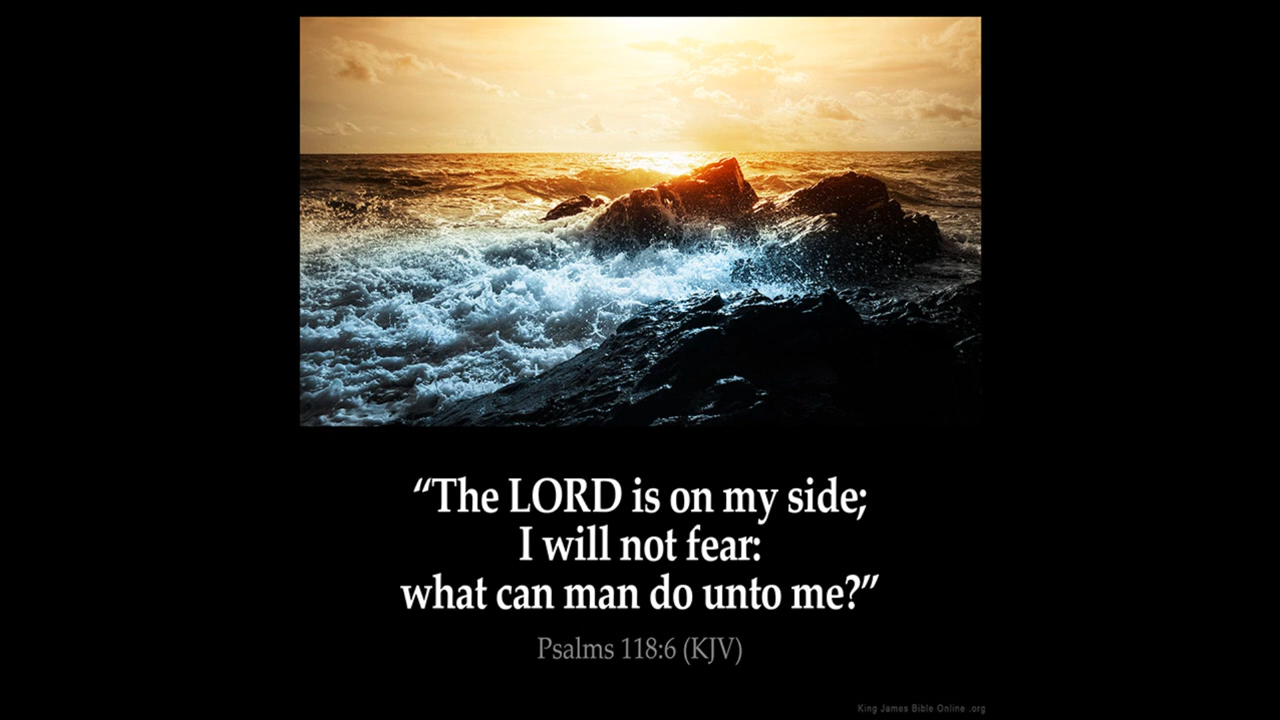 “The LORD is on my side;
I will not fear:
what can man do unto me?”
Psalms 118:6 (KJV)
King James Bible Online .org